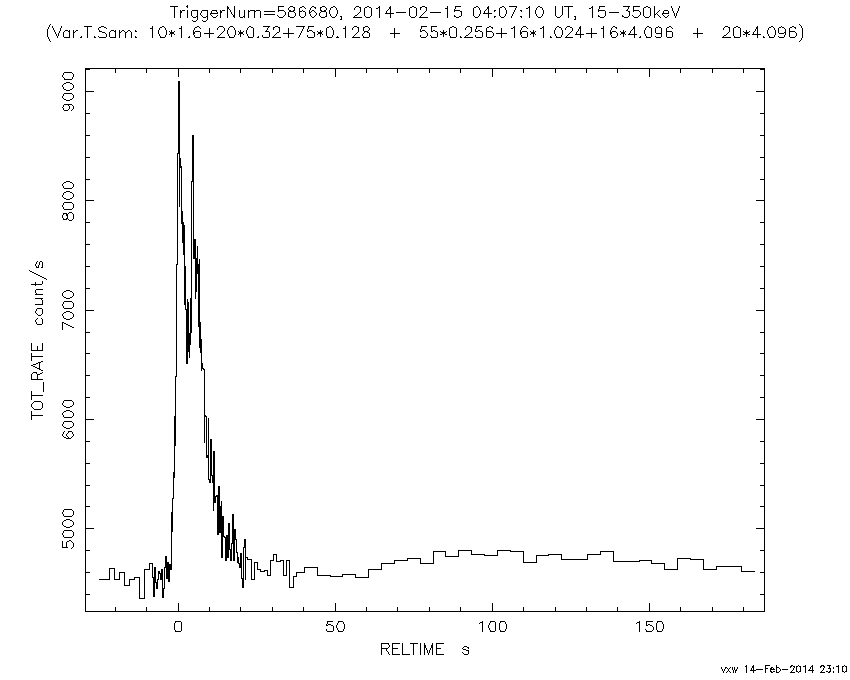 TriggerNum=586680, 2014-02-15 04:07:10 UT, 15-350keV
(Var.T.Sam: 10*1.6+20*0.32+75*0.128 + 55*0.256+16*1.024+16*4.096 + 20*4.096)
9000
8000
7000
6000
5000
TOT_RATE count/s
0 50 100 150
RELTIME s
vxw 14-Feb-2014 23:10